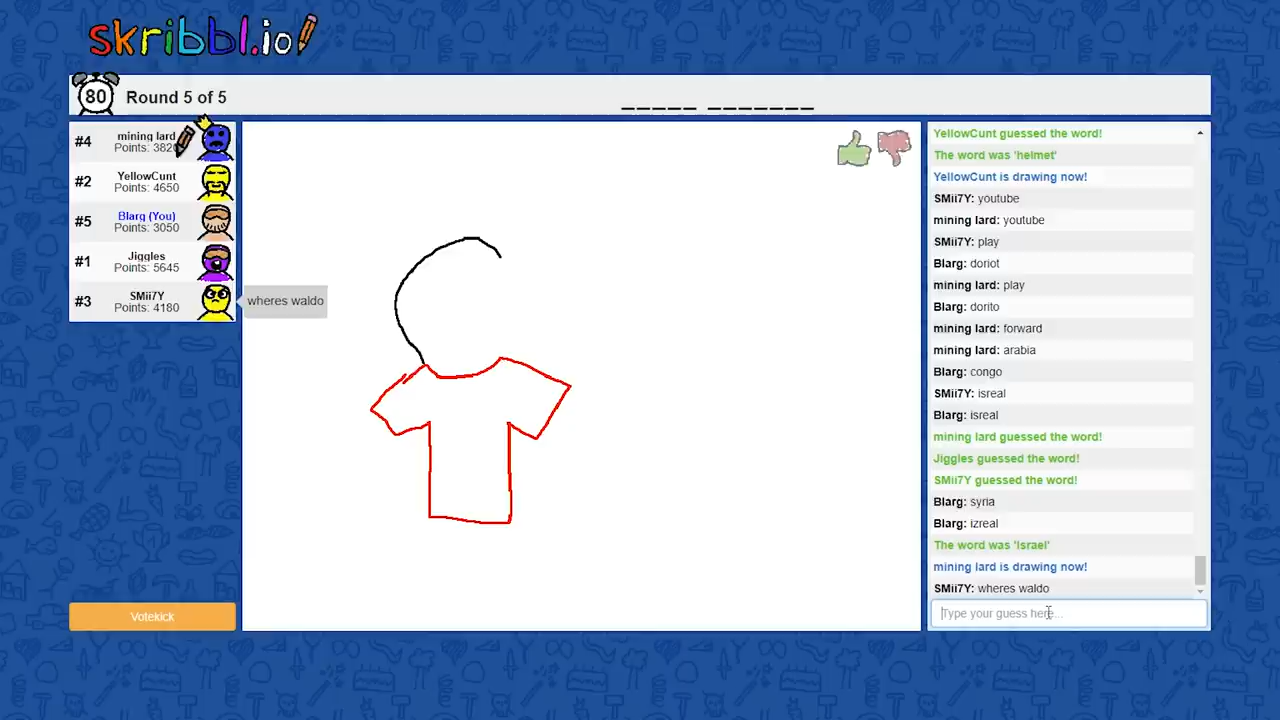 skribbl.io
80
Round 5 of 5
_____ _______
#4
mining lard
Points: 3820
#2
YellowCunt
Points: 4650
#5
Blarg (You)
Points: 3050
#1
Jiggles
Points: 5645
#3
SMii7Y
Points: 4180
wheres waldo
Votekick
YellowCunt guessed the word!
The word was 'helmet'
YellowCunt is drawing now!
SMii7Y: youtube
mining lard: youtube
SMii7Y: play
Blarg: doriot
mining lard: play
Blarg: dorito
mining lard: forward
mining lard: arabia
Blarg: congo
SMii7Y: isreal
Blarg: isreal
mining lard guessed the word!
Jiggles guessed the word!
SMii7Y guessed the word!
Blarg: syria
Blarg: izreal
The word was 'Israel'
mining lard is drawing now!
SMii7Y: wheres waldo
Type your guess here...